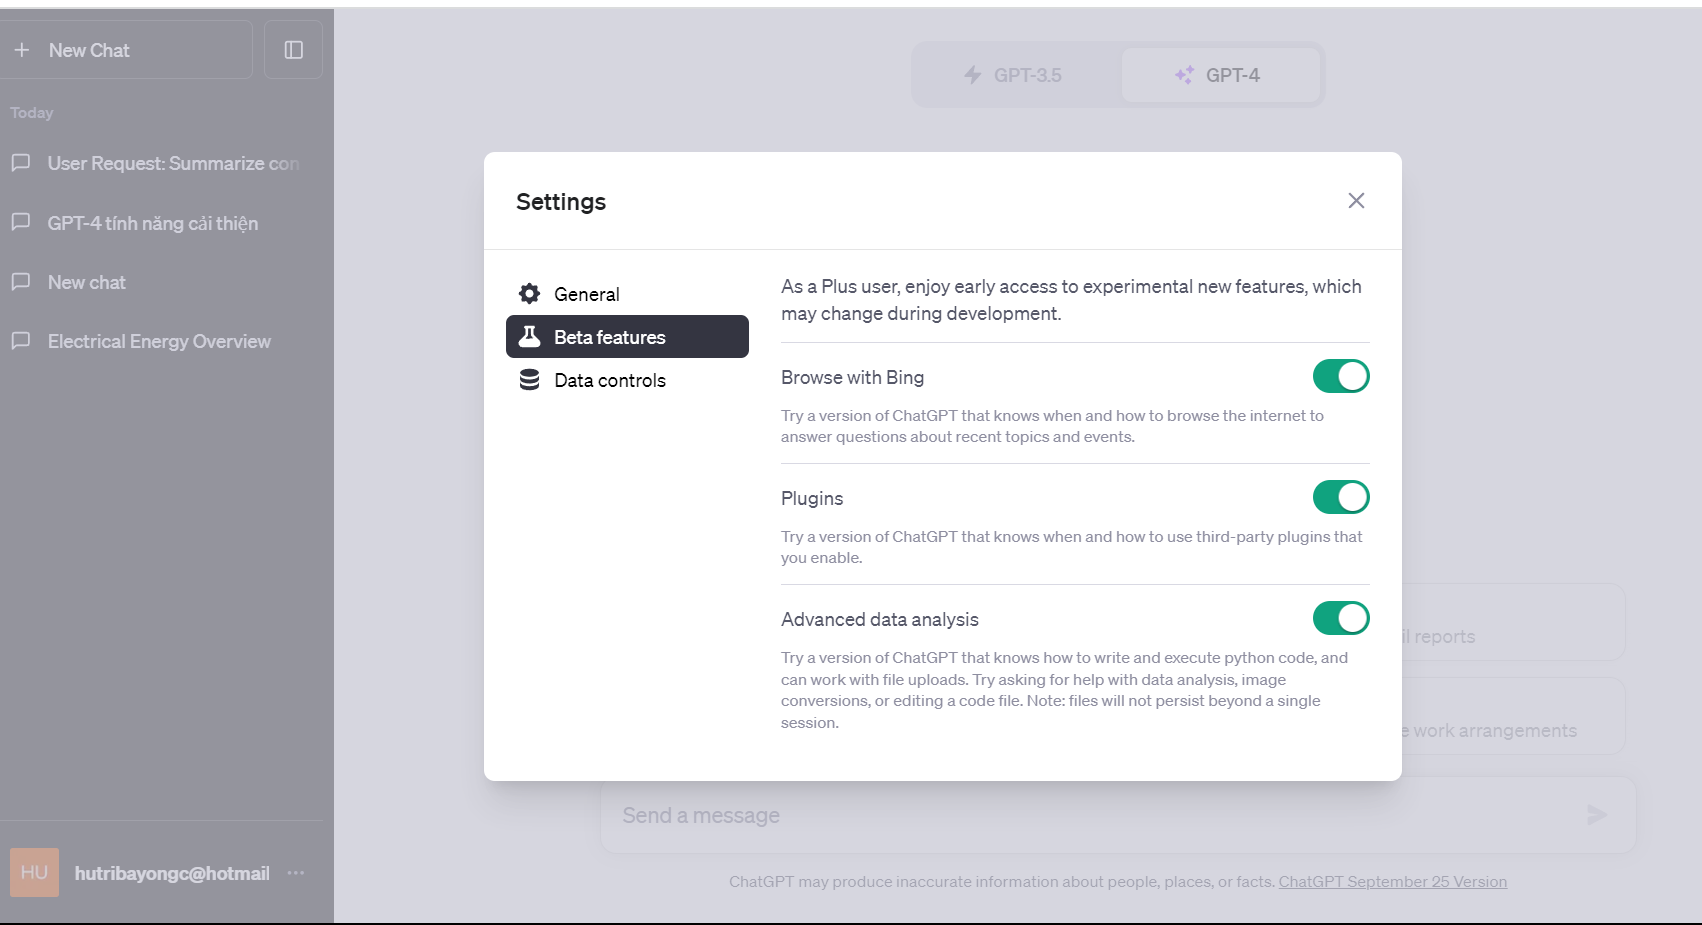 New Chat
Today
User Request: Summarize con
GPT-4 tính năng cải thiện
New chat
Electrical Energy Overview
HU
hutribayongc@hotmail
GPT-3.5
GPT-4
Settings
General
Beta features
Data controls
As a Plus user, enjoy early access to experimental new features, which
may change during development.
Browse with Bing
Try a version of ChatGPT that knows when and how to browse the internet to
answer questions about recent topics and events.
Plugins
Try a version of ChatGPT that knows when and how to use third-party plugins that
you enable.
Advanced data analysis
Try a version of ChatGPT that knows how to write and execute python code, and
can work with file uploads. Try asking for help with data analysis, image
conversions, or editing a code file. Note: files will not persist beyond a single
session.
il reports
e work arrangements
Send a message
ChatGPT may produce inaccurate information about people, places, or facts. ChatGPT September 25 Version